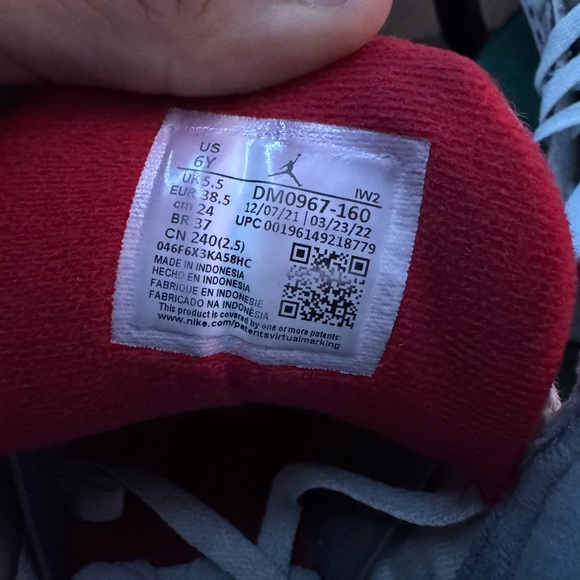 US
6Y
UK 5.5
EUR 38.5
cm 24
BR 37
CN 240(2.5)
046F6X3KA58HC
IW2
DM0967-160
12/07/21 | 03/23/22
UPC 00196149218779
MADE IN INDONESIA
HECHO EN INDONESIA
FABRIQUE EN INDONESIE
FABRICADO NA INDONÉSIA
This product is covered by one or more patents:
www.nike.com/patentsvirtualmarking